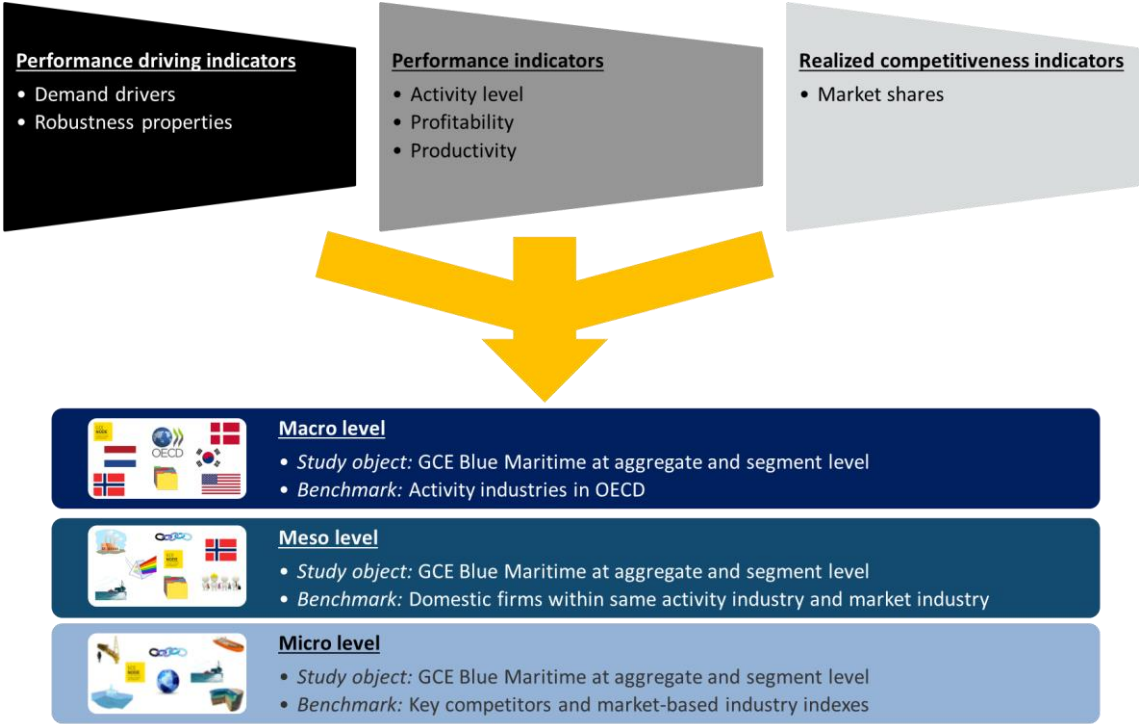 Performance driving indicators
• Demand drivers
• Robustness properties
Performance indicators
• Activity level
• Profitability
• Productivity
Realized competitiveness indicators
• Market shares
OECD
Macro level
• Study object: GCE Blue Maritime at aggregate and segment level
• Benchmark: Activity industries in OECD
Meso level
• Study object: GCE Blue Maritime at aggregate and segment level
• Benchmark: Domestic firms within same activity industry and market industry
Micro level
• Study object: GCE Blue Maritime at aggregate and segment level
• Benchmark: Key competitors and market-based industry indexes